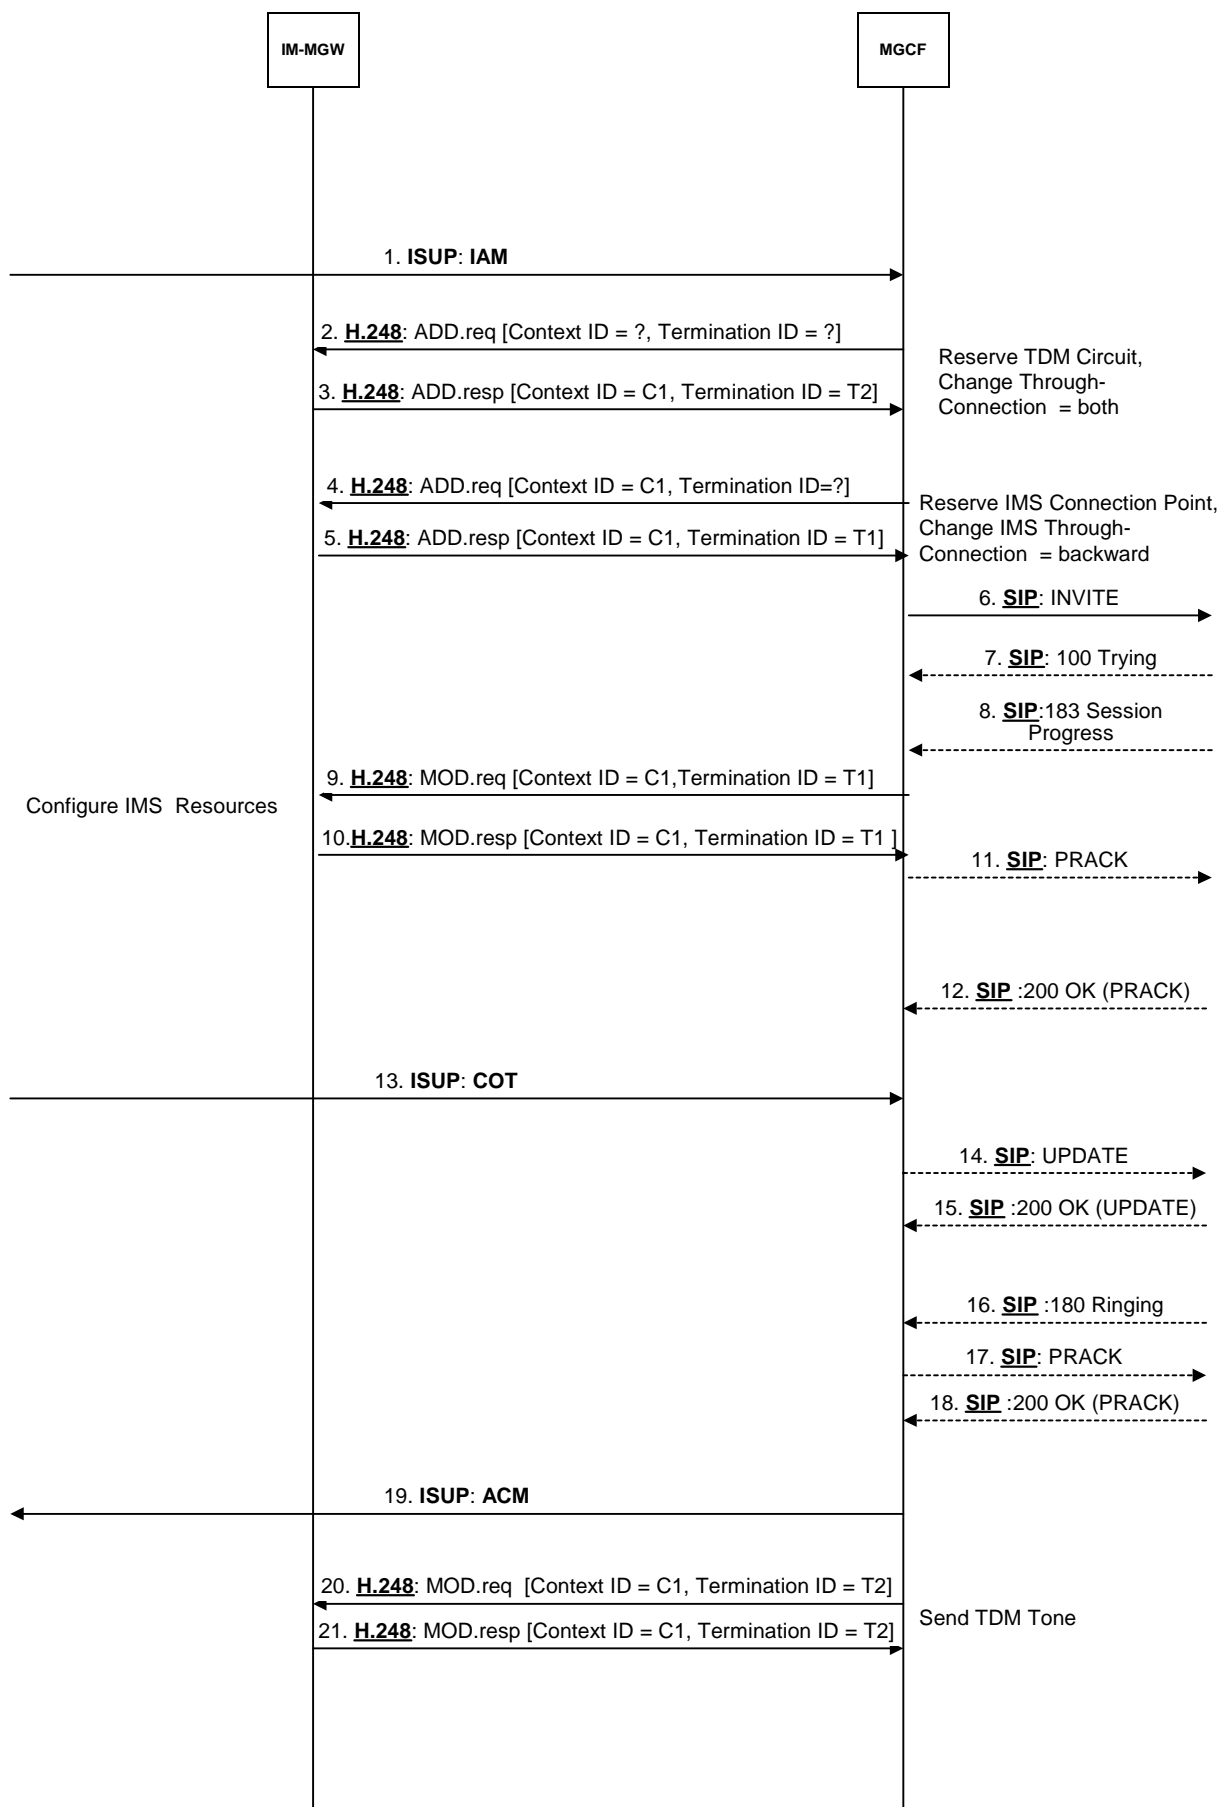 IM-MGW
MGCF
1. ISUP: IAM
2. H.248: ADD.req [Context ID = ?, Termination ID = ?]
Reserve TDM Circuit,
Change Through-
Connection = both
3. H.248: ADD.resp [Context ID = C1, Termination ID = T2]
4. H.248: ADD.req [Context ID = C1, Termination ID=?]
Reserve IMS Connection Point,
Change IMS Through-
Connection = backward
5. H.248: ADD.resp [Context ID = C1, Termination ID = T1]
6. SIP: INVITE
7. SIP: 100 Trying
8. SIP:183 Session
Progress
9. H.248: MOD.req [Context ID = C1,Termination ID = T1]
Configure IMS Resources
10.H.248: MOD.resp [Context ID = C1, Termination ID = T1 ]
11. SIP: PRACK
12. SIP :200 OK (PRACK)
13. ISUP: COT
14. SIP: UPDATE
15. SIP :200 OK (UPDATE)
16. SIP :180 Ringing
17. SIP: PRACK
18. SIP :200 OK (PRACK)
19. ISUP: ACM
20. H.248: MOD.req [Context ID = C1, Termination ID = T2]
Send TDM Tone
21. H.248: MOD.resp [Context ID = C1, Termination ID = T2]